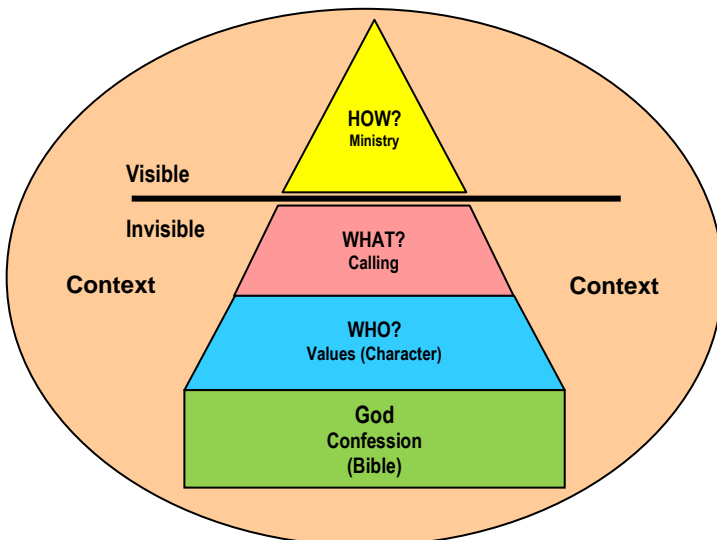 HOW?
Ministry
Visible
Invisible
WHAT?
Calling
Context
Context
WHO?
Values (Character)
God
Confession
(Bible)